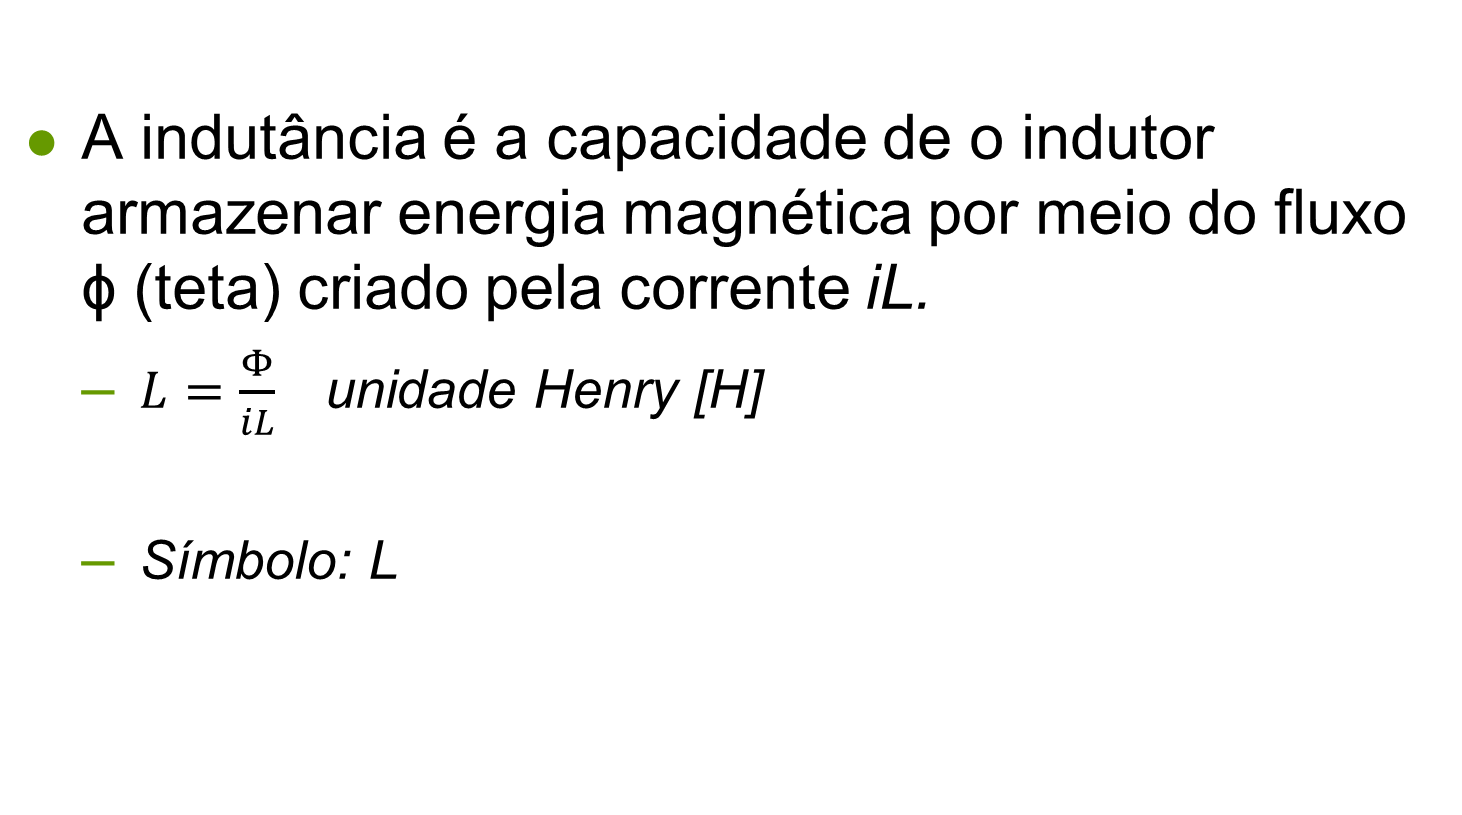 ● A indutância é a capacidade de o indutor
armazenar energia magnética por meio do fluxo
ϕ (teta) criado pela corrente iL.
– L = Φ/iL unidade Henry [H]
– Símbolo: L